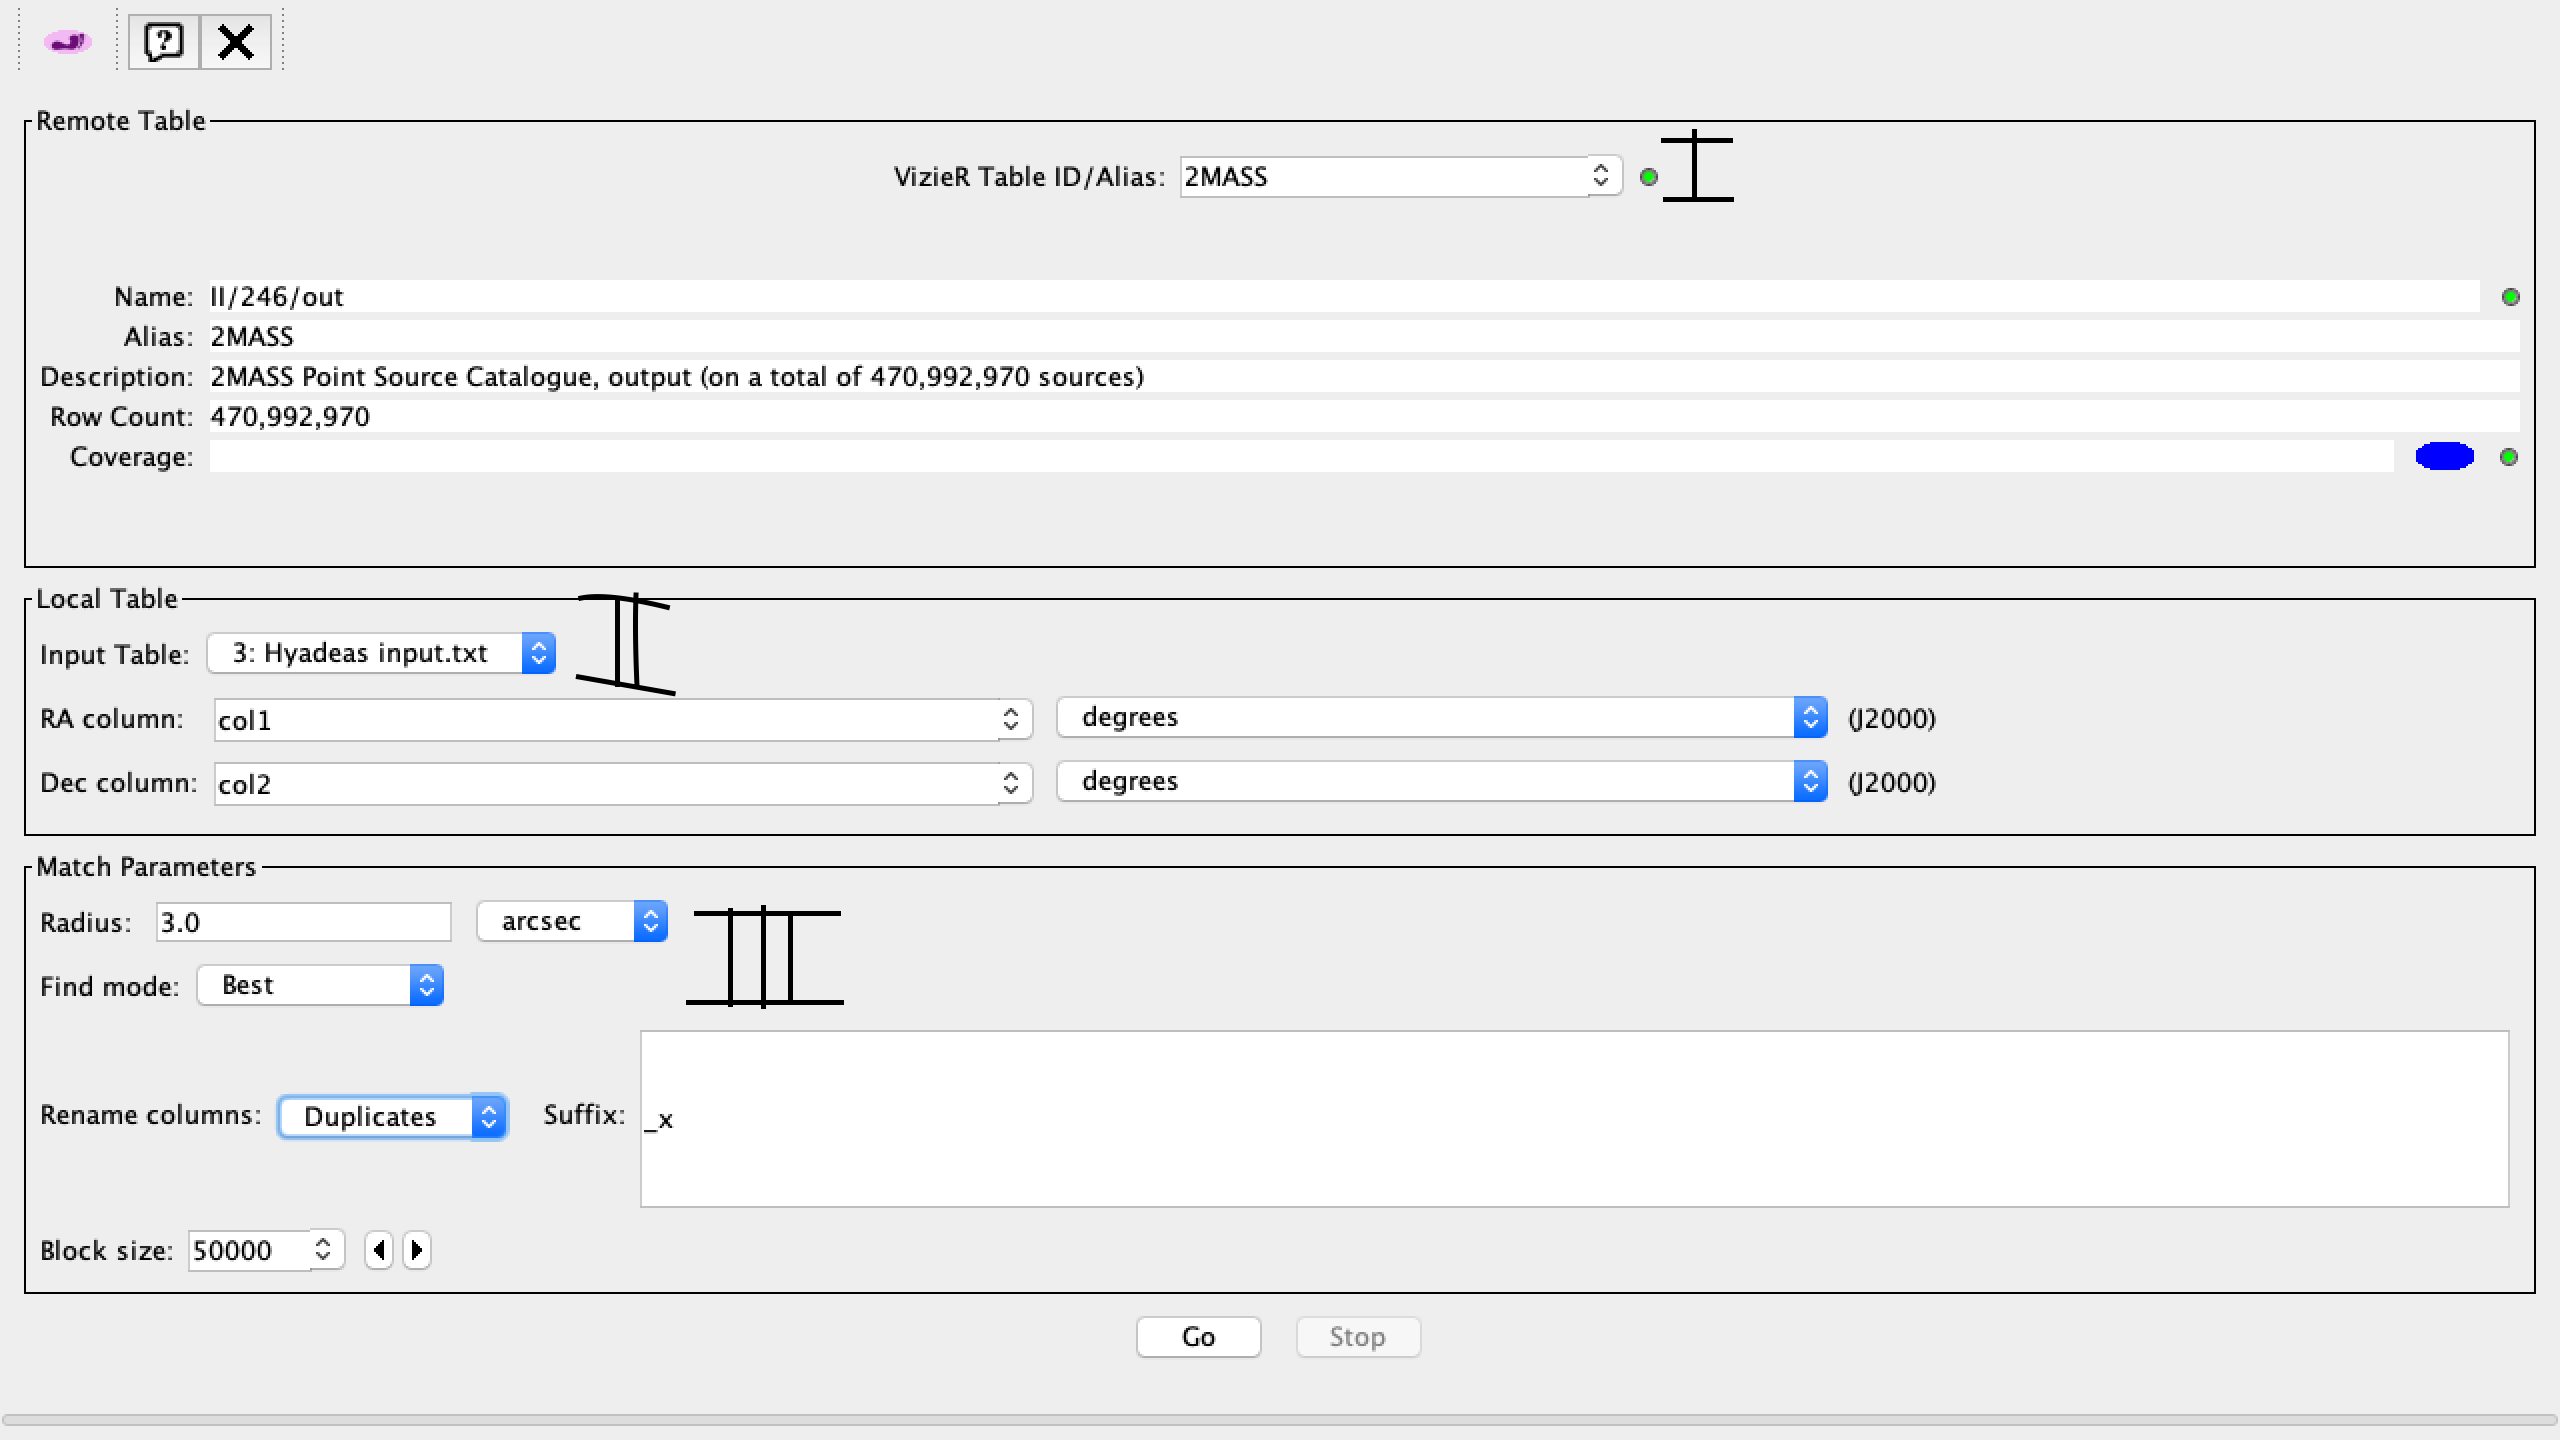 ?
Remote Table
VizieR Table ID/Alias: 2MASS I
Name: II/246/out
Alias: 2MASS
Description: 2MASS Point Source Catalogue, output (on a total of 470,992,970 sources)
Row Count: 470,992,970
Coverage:
Local Table
Input Table: 3: Hyadeas input.txt II
RA column: col1 degrees (J2000)
Dec column: col2 degrees (J2000)
Match Parameters
Radius: 3.0 arcsec III
Find mode: Best
Rename columns: Duplicates Suffix: _x
Block size: 50000
Go Stop